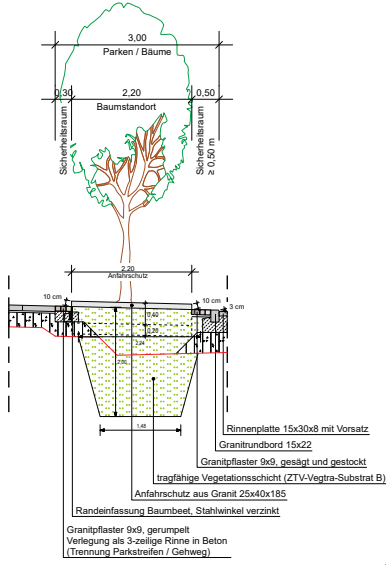 3,00
Parken / Bäume
0,30
2,20
0,50
Baumstandort
Sicherheitsraum
Sicherheitsraum
≥ 0,50 m
2,20
Anfahrschutz
10 cm
10 cm
3 cm
0,40
2,24
2,00
1,48
Rinnenplatte 15x30x8 mit Vorsatz
Granitrundbord 15x22
Granitpflaster 9x9, gesägt und gestockt
tragfähige Vegetationsschicht (ZTV-Vegtra-Substrat B)
Anfahrschutz aus Granit 25x40x185
Randeinfassung Baumbeet, Stahlwinkel verzinkt
Granitpflaster 9x9, gerumpelt
Verlegung als 3-zeilige Rinne in Beton
(Trennung Parkstreifen / Gehweg)